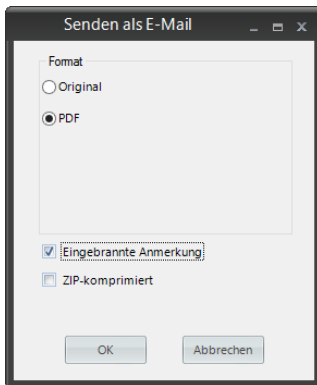 Senden als E-Mail
Format
Original
PDF
Eingebrannte Anmerkung
ZIP-komprimiert
OK Abbrechen